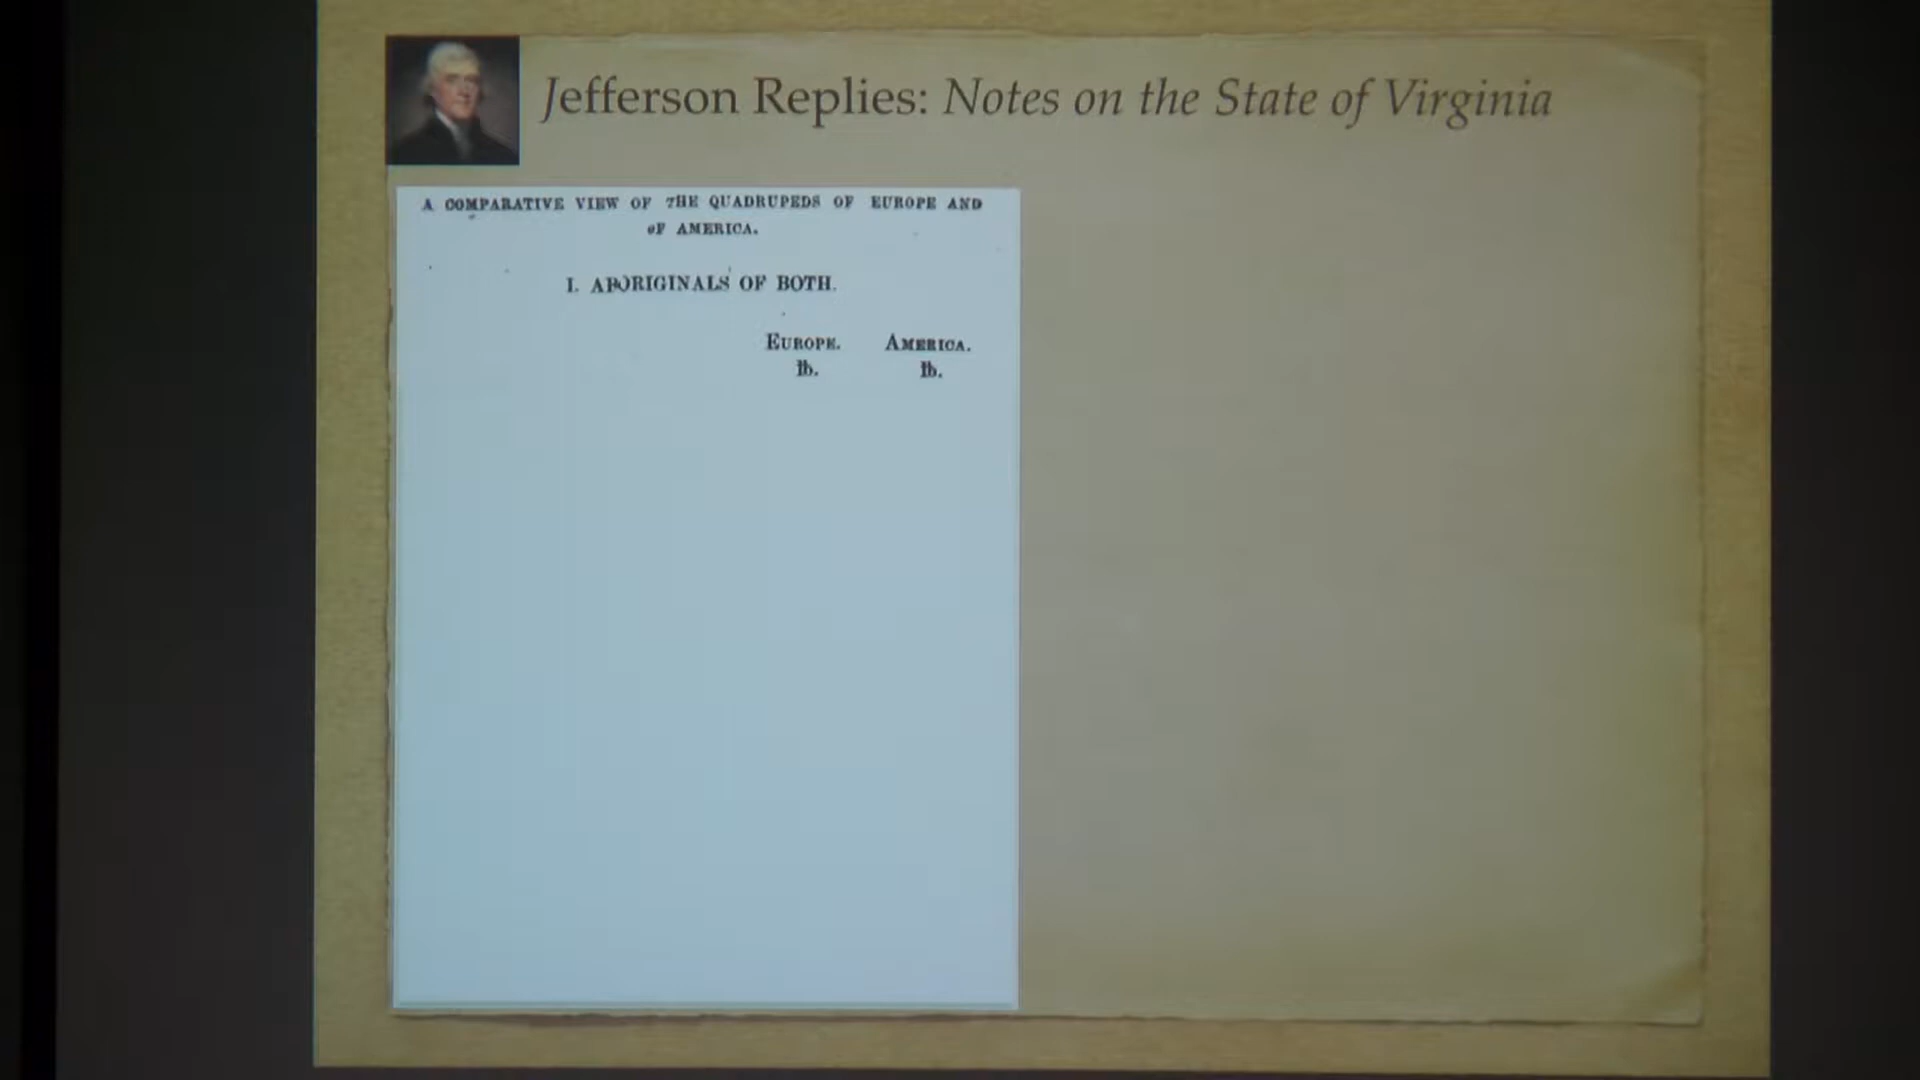 Jefferson Replies: Notes on the State of Virginia
A COMPARATIVE VIEW OF THE QUADRUPEDS OF EUROPE AND
OF AMERICA.
I. ABORIGINALS OF BOTH.
EUROPE. AMERICA.
lb. lb.